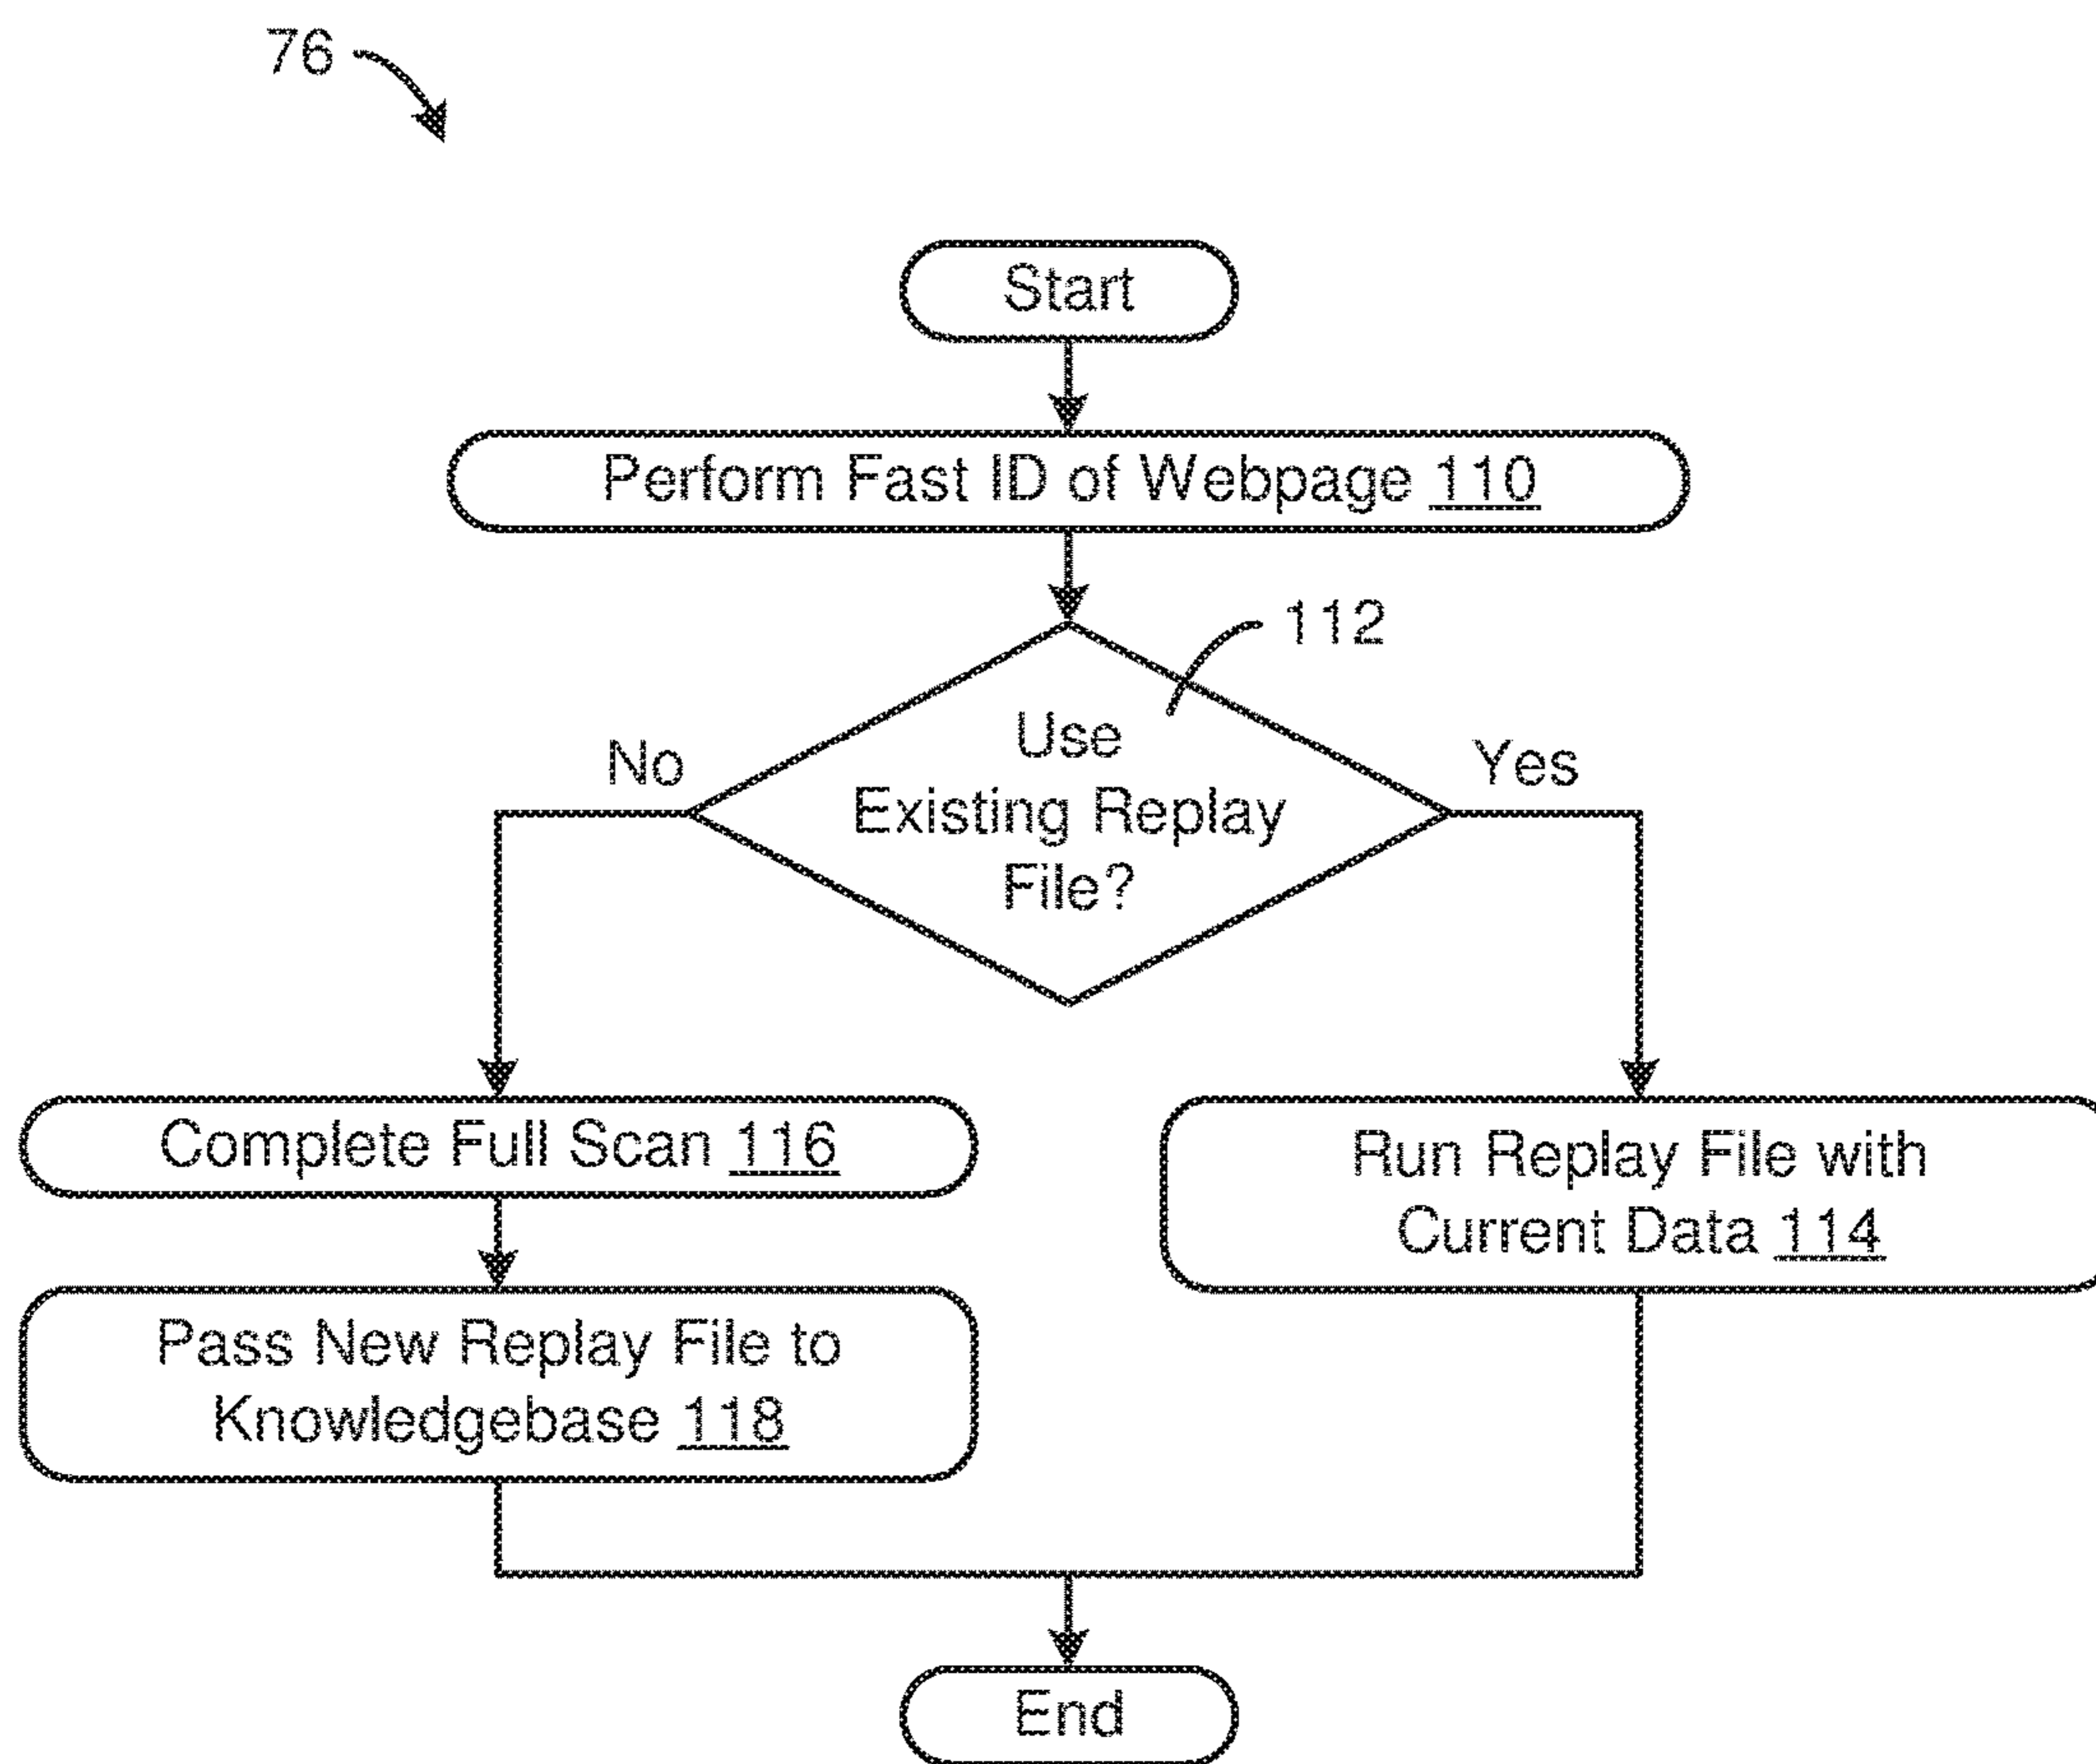 76
Start
Perform Fast ID of Webpage 110
112
Use
Existing Replay
File?
No
Yes
Complete Full Scan 116
Run Replay File with
Current Data 114
Pass New Replay File to
Knowledgebase 118
End